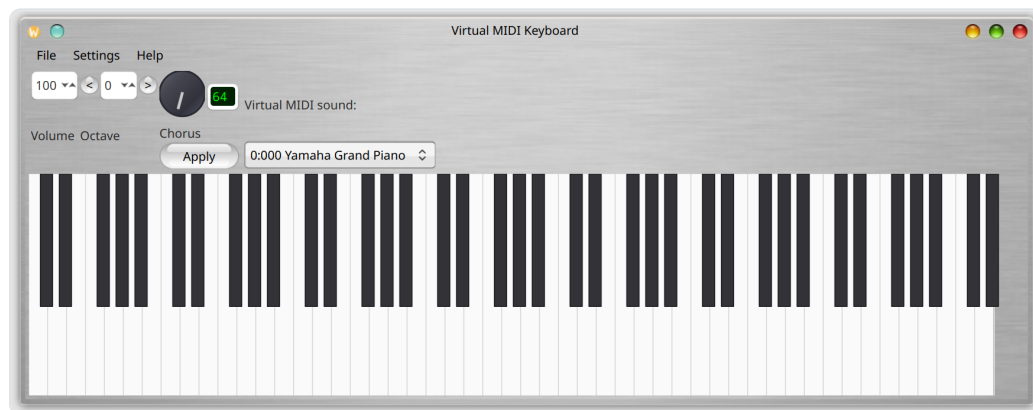 Virtual MIDI Keyboard
File Settings Help
100 < 0 > 64 Virtual MIDI sound:
Volume Octave Chorus
Apply 0:000 Yamaha Grand Piano